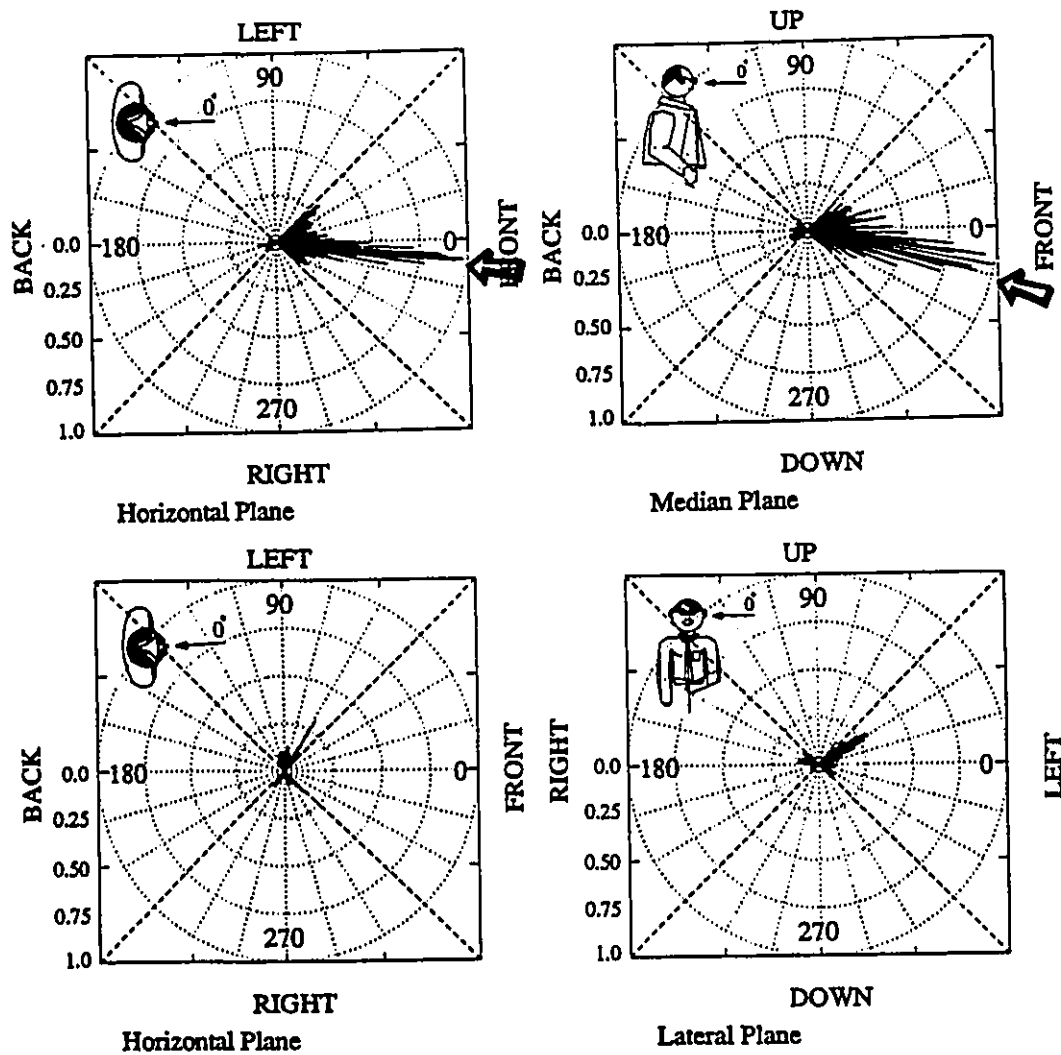 LEFT
90
0°
BACK
180
0
FRONT
0.0
0.25
0.50
0.75
1.0
270
RIGHT
Horizontal Plane
UP
90
0°
BACK
180
0
FRONT
0.0
0.25
0.50
0.75
1.0
270
DOWN
Median Plane
LEFT
90
0°
BACK
180
0
FRONT
0.0
0.25
0.50
0.75
1.0
270
RIGHT
Horizontal Plane
UP
90
0°
RIGHT
180
0
LEFT
0.0
0.25
0.50
0.75
1.0
270
DOWN
Lateral Plane